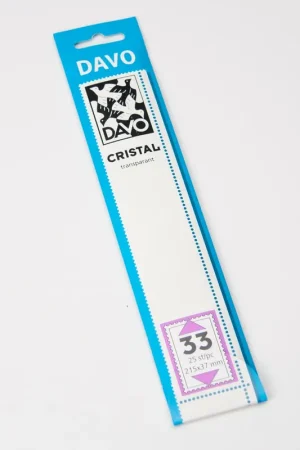 DAVO
DAVO
CRISTAL
transparant
33
25 st/pc
215x37 mm